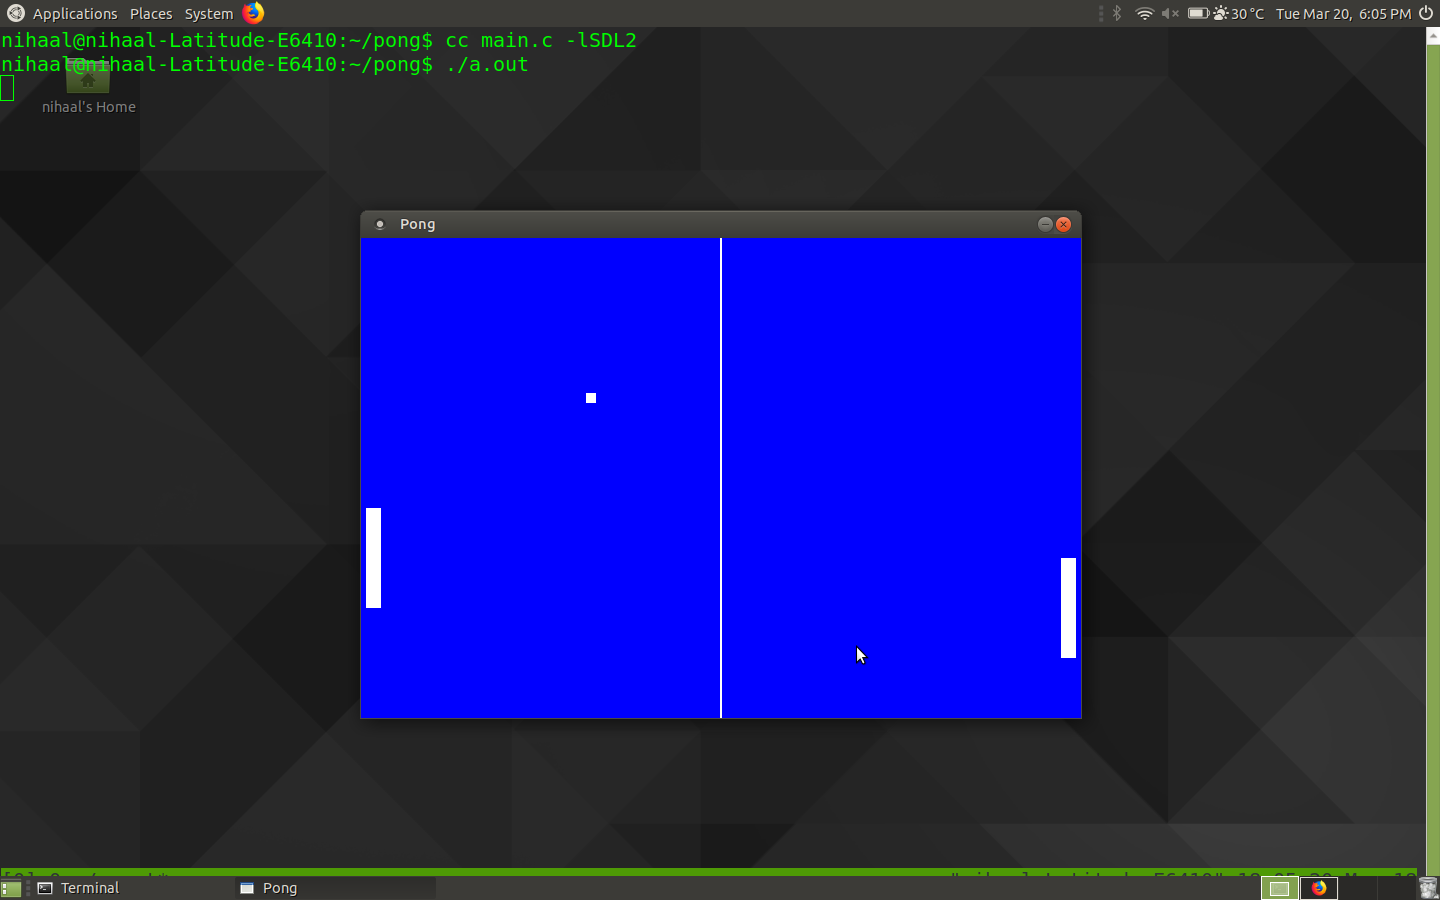 Applications Places System 30 °C Tue Mar 20, 6:05 PM
nihaal@nihaal-Latitude-E6410:~/pong$ cc main.c -lSDL2
nihaal@nihaal-Latitude-E6410:~/pong$ ./a.out
nihaal's Home
Pong
Terminal Pong